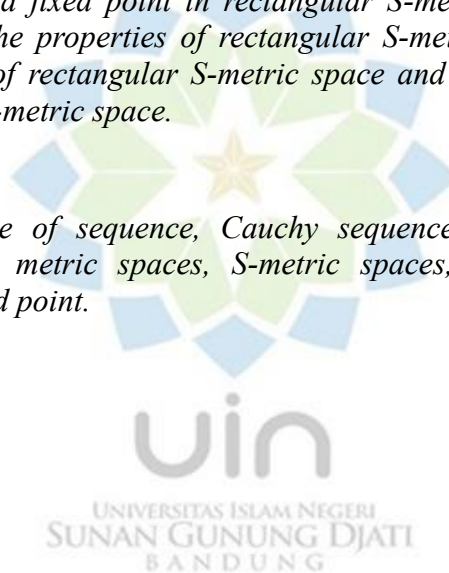 d fixed point in rectangular S-me
he properties of rectangular S-met
of rectangular S-metric space and
-metric space.
e of sequence, Cauchy sequence
metric spaces, S-metric spaces,
d point.
uin
UNIVERSITAS ISLAM NEGERI
SUNAN GUNUNG DJATI
BANDUNG